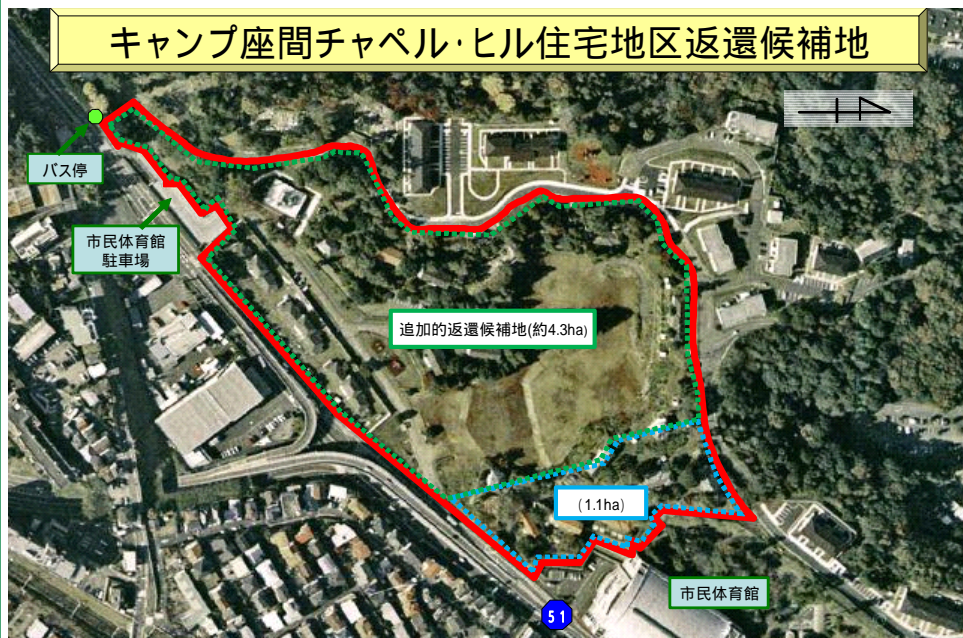 キャンプ座間チャペル・ヒル住宅地区返還候補地
バス停
市民体育館
駐車場
追加的返還候補地(約4.3ha)
(1.1ha)
市民体育館
51